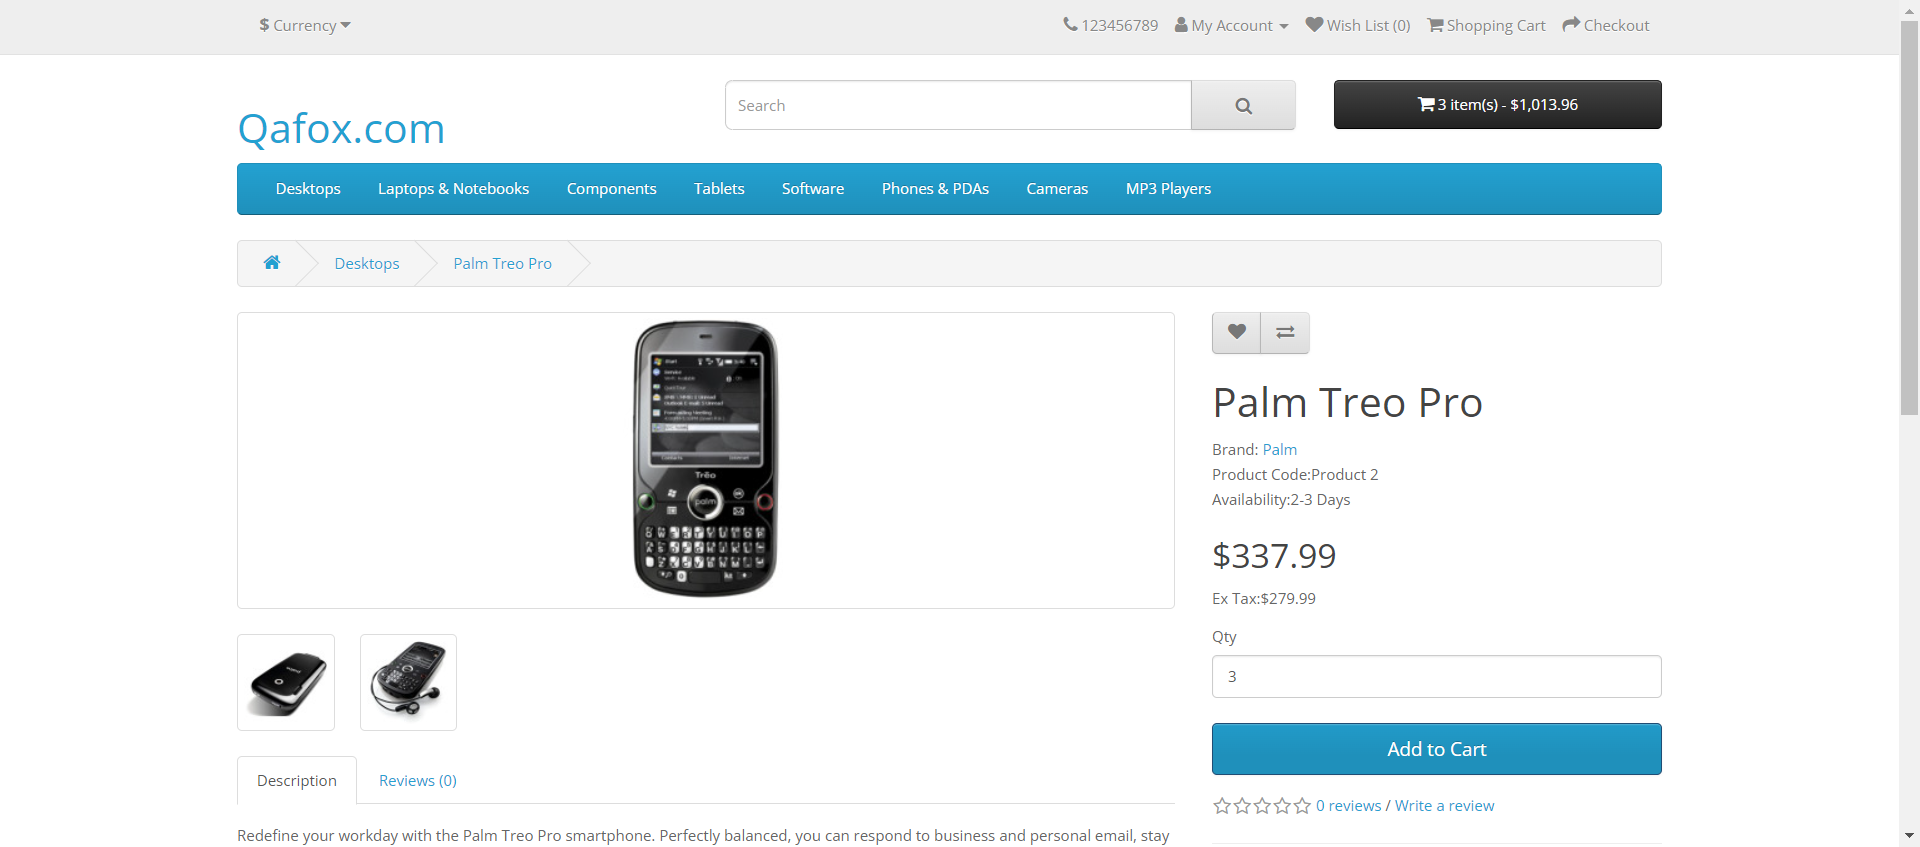 $ Currency
123456789 My Account Wish List (0) Shopping Cart Checkout
Qafox.com
Search
3 item(s) - $1,013.96
Desktops Laptops & Notebooks Components Tablets Software Phones & PDAs Cameras MP3 Players
Desktops Palm Treo Pro
Treo
palm
Palm Treo Pro
Brand: Palm
Product Code:Product 2
Availability:2-3 Days
$337.99
Ex Tax:$279.99
Qty
3
Add to Cart
0 reviews / Write a review
Description Reviews (0)
Redefine your workday with the Palm Treo Pro smartphone. Perfectly balanced, you can respond to business and personal email, stay